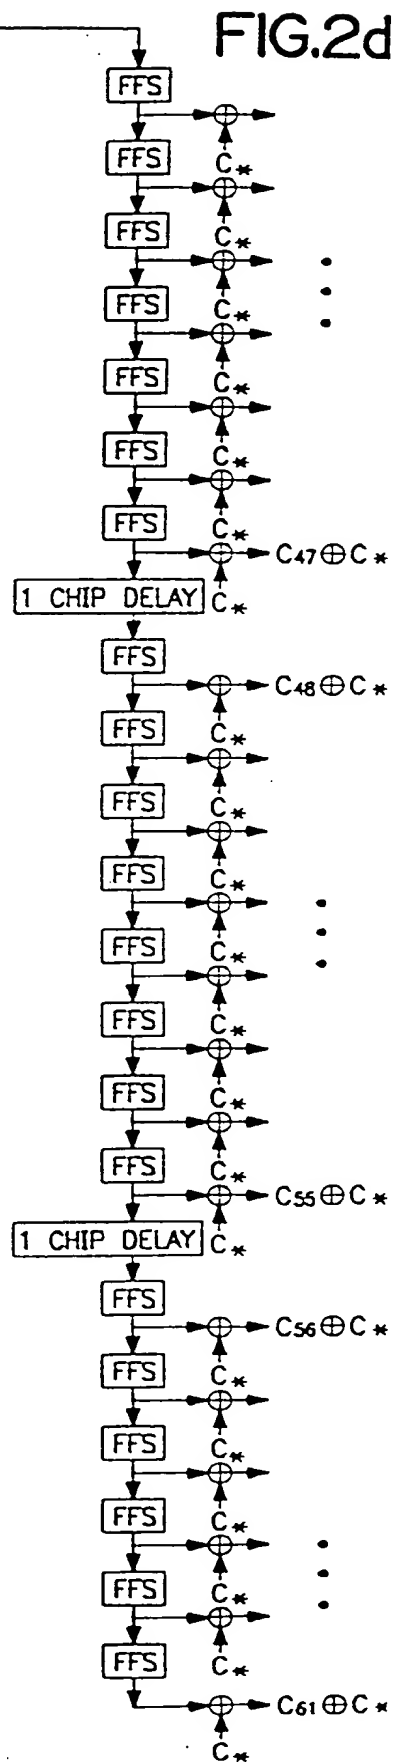 FIG.2d
FFS
FFS
C*
FFS
C*
FFS
C*
FFS
C*
FFS
C*
FFS
C*
C47⊕C*
1 CHIP DELAY
C*
FFS
C48⊕C*
FFS
C*
FFS
C*
FFS
C*
FFS
C*
FFS
C*
FFS
C*
FFS
C*
C55⊕C*
1 CHIP DELAY
C*
FFS
C56⊕C*
FFS
C*
FFS
C*
FFS
C*
FFS
C*
FFS
C*
C61⊕C*
C*